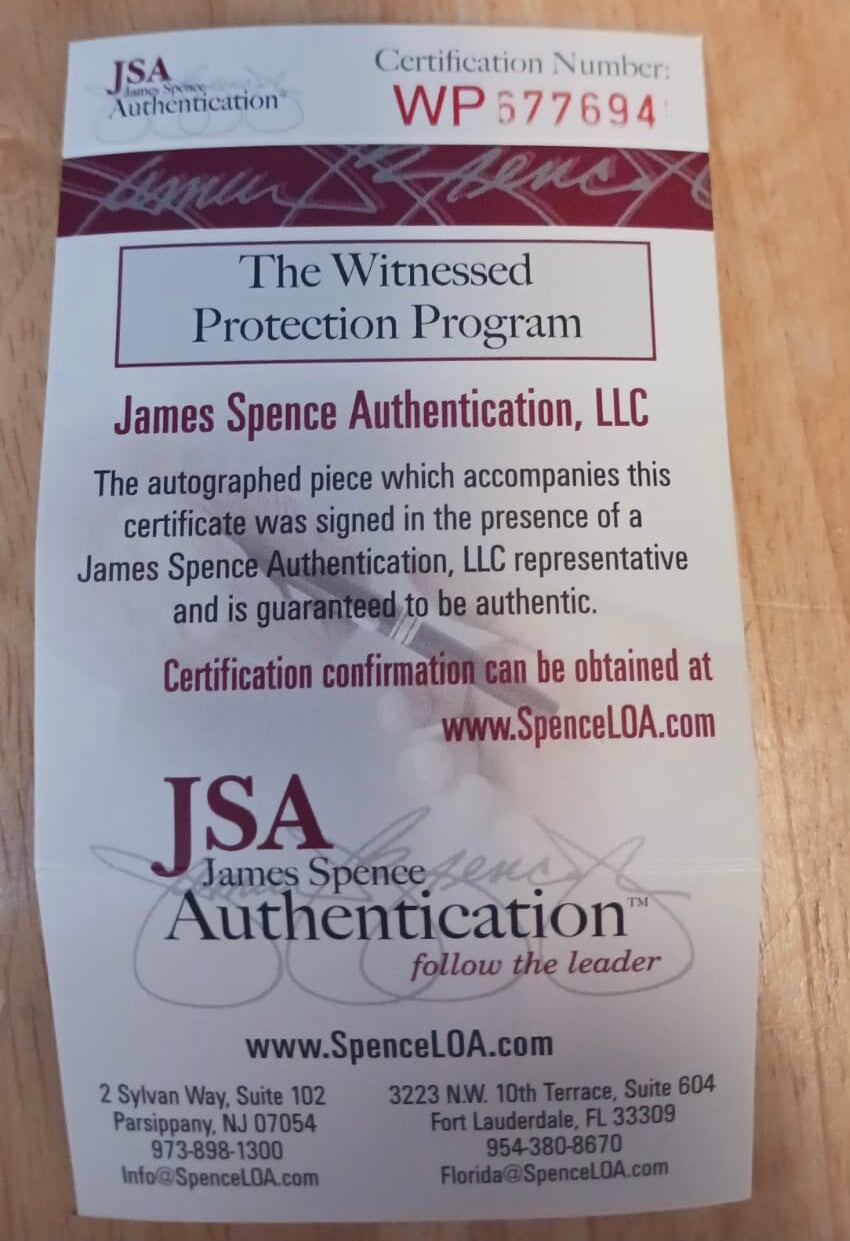 JSA
James Spence
Authentication™
Certification Number:
WP677694
The Witnessed
Protection Program
James Spence Authentication, LLC
The autographed piece which accompanies this
certificate was signed in the presence of a
James Spence Authentication, LLC representative
and is guaranteed to be authentic.
Certification confirmation can be obtained at
www.SpenceLOA.com
JSA
James Spence
Authentication™
follow the leader
www.SpenceLOA.com
2 Sylvan Way, Suite 102
Parsippany, NJ 07054
973-898-1300
Info@SpenceLOA.com
3223 N.W. 10th Terrace, Suite 604
Fort Lauderdale, FL 33309
954-380-8670
Florida@SpenceLOA.com